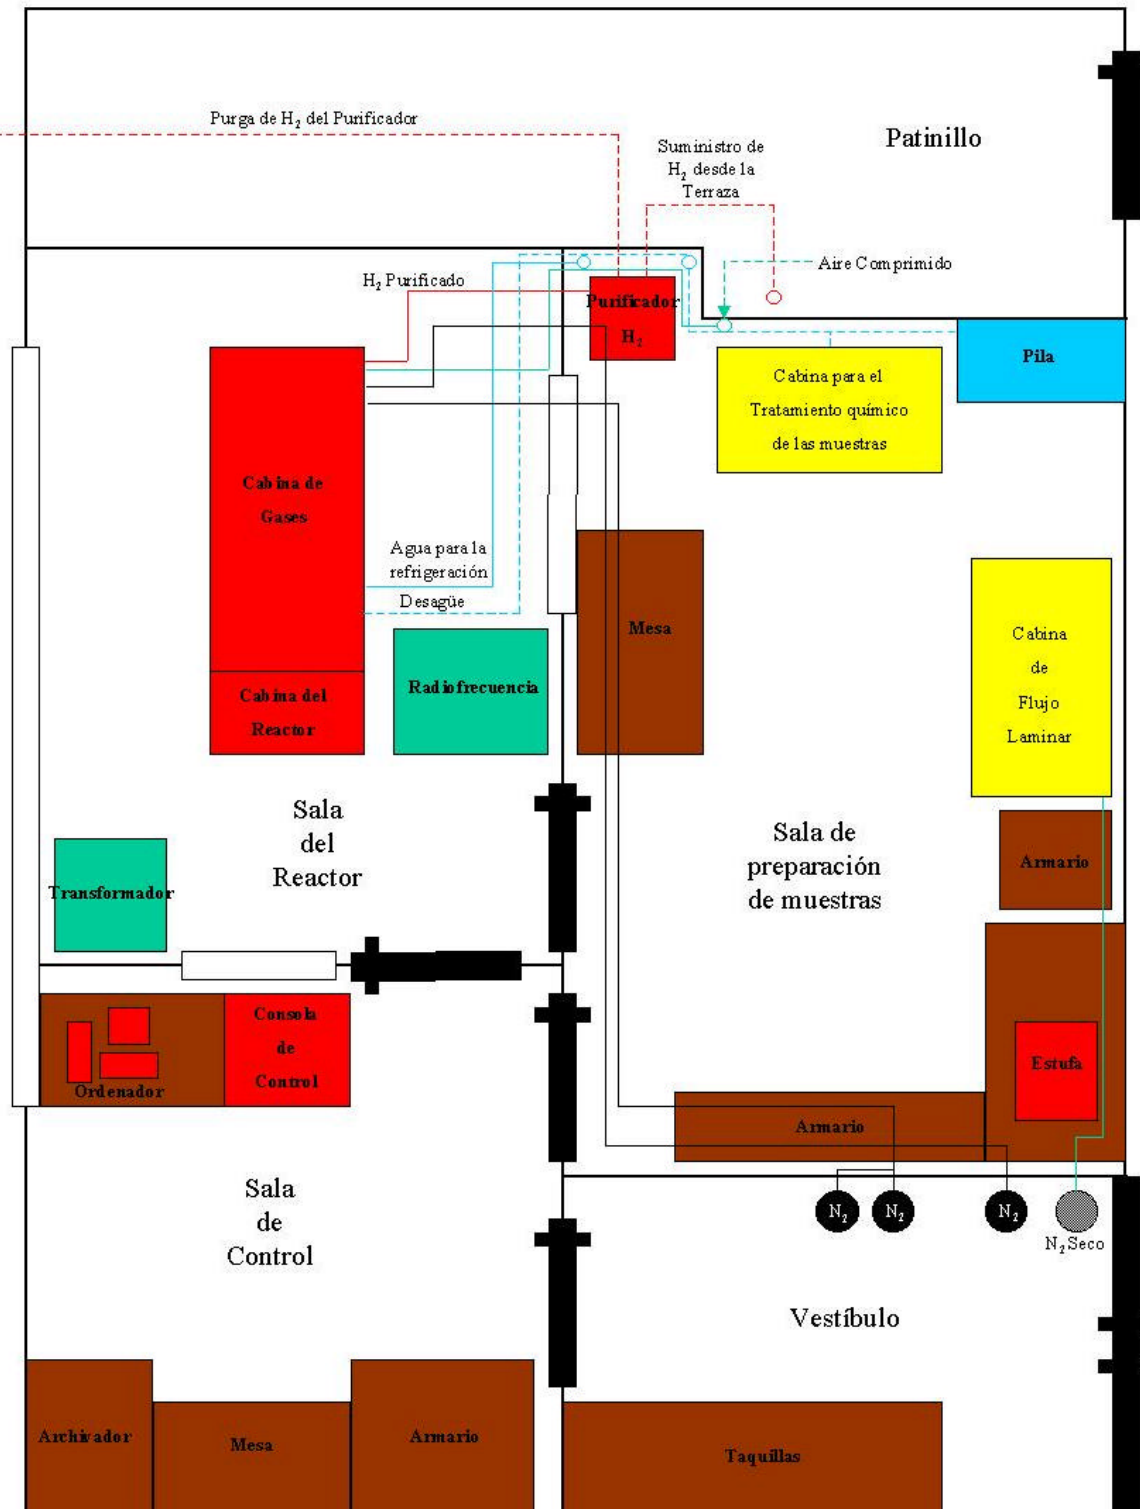 Purga de H₂ del Purificador
Suministro de
H₂ desde la
Terraza
Patinillo
Aire Comprimido
H₂ Purificado
Purificador
H₂
Pila
Cabina para el
Tratamiento químico
de las muestras
Cabina de
Gases
Agua para la
refrigeración
Desagüe
Mesa
Cabina
de
Flujo
Laminar
Radiofrecuencia
Cabina del
Reactor
Sala
del
Reactor
Sala de
preparación
de muestras
Armario
Transformador
Consola
de
Control
Ordenador
Estufa
Armario
Sala
de
Control
N₂
N₂
N₂
N₂ Seco
Vestíbulo
Archivador
Mesa
Armario
Taquillas